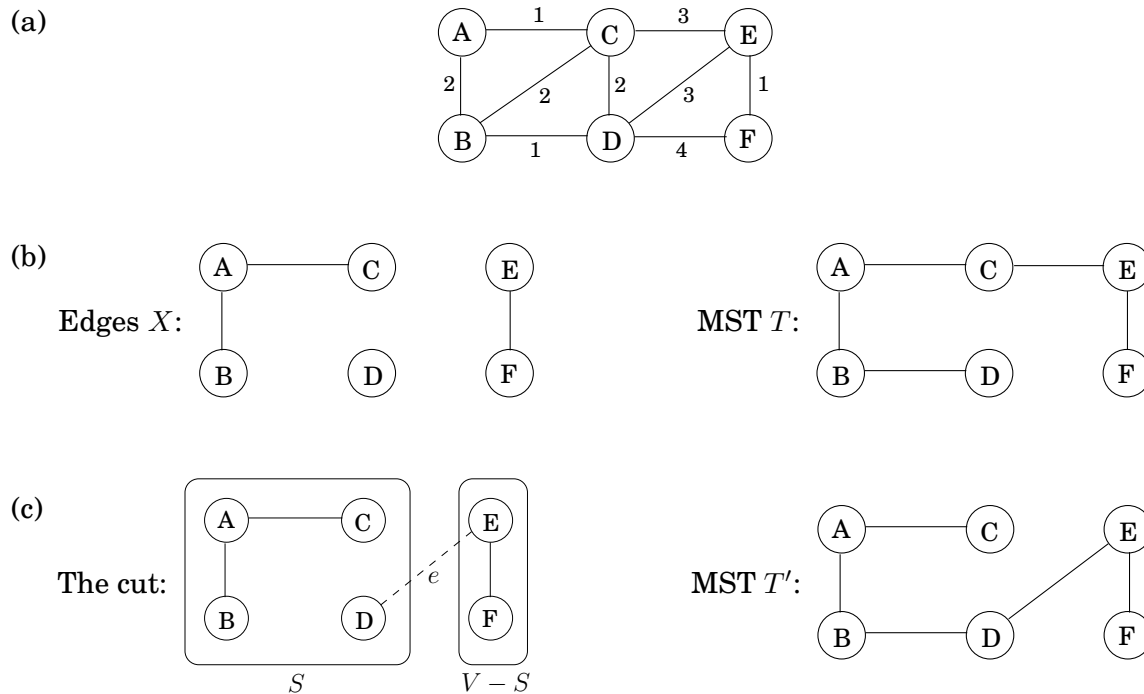 (a)
A 1 C 3 E
2 2 2 3 1
B 1 D 4 F
(b)
A C E
Edges X:
B D F
A C E
MST T:
B D F
(c)
A C E
The cut: e
B D F
S V − S
A C E
MST T′:
B D F